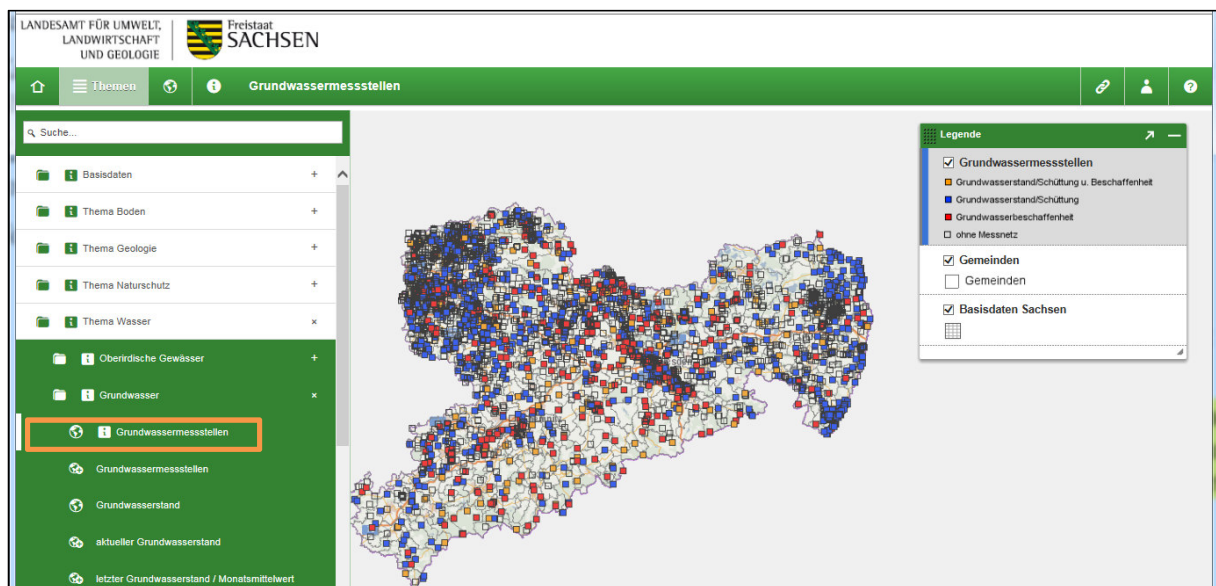 LANDESAMT FÜR UMWELT,
LANDWIRTSCHAFT
UND GEOLOGIE
Freistaat
SACHSEN
Themen
Grundwassermessstellen
Suche...
Basisdaten
Thema Boden
Thema Geologie
Thema Naturschutz
Thema Wasser
Oberirdische Gewässer
Grundwasser
Grundwassermessstellen
Grundwassermessstellen
Grundwasserstand
aktueller Grundwasserstand
letzter Grundwasserstand / Monatsmittelwert
Legende
Grundwassermessstellen
Grundwasserstand/Schüttung u. Beschaffenheit
Grundwasserstand/Schüttung
Grundwasserbeschaffenheit
ohne Messnetz
Gemeinden
Gemeinden
Basisdaten Sachsen